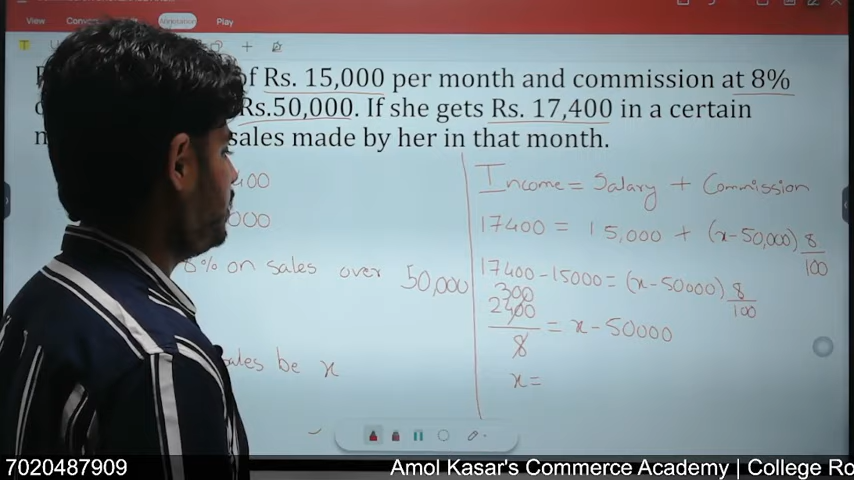 View Annotation Play
of Rs. 15,000 per month and commission at 8%
Rs.50,000. If she gets Rs. 17,400 in a certain
sales made by her in that month.
8% on sales over 50,000
sales be x
Income = Salary + Commission
17400 = 15,000 + (x-50,000) 8/100
17400-15000 = (x-50000) 8/100
300
2400/8 = x-50000
x=
7020487909 Amol Kasar's Commerce Academy | College Ro